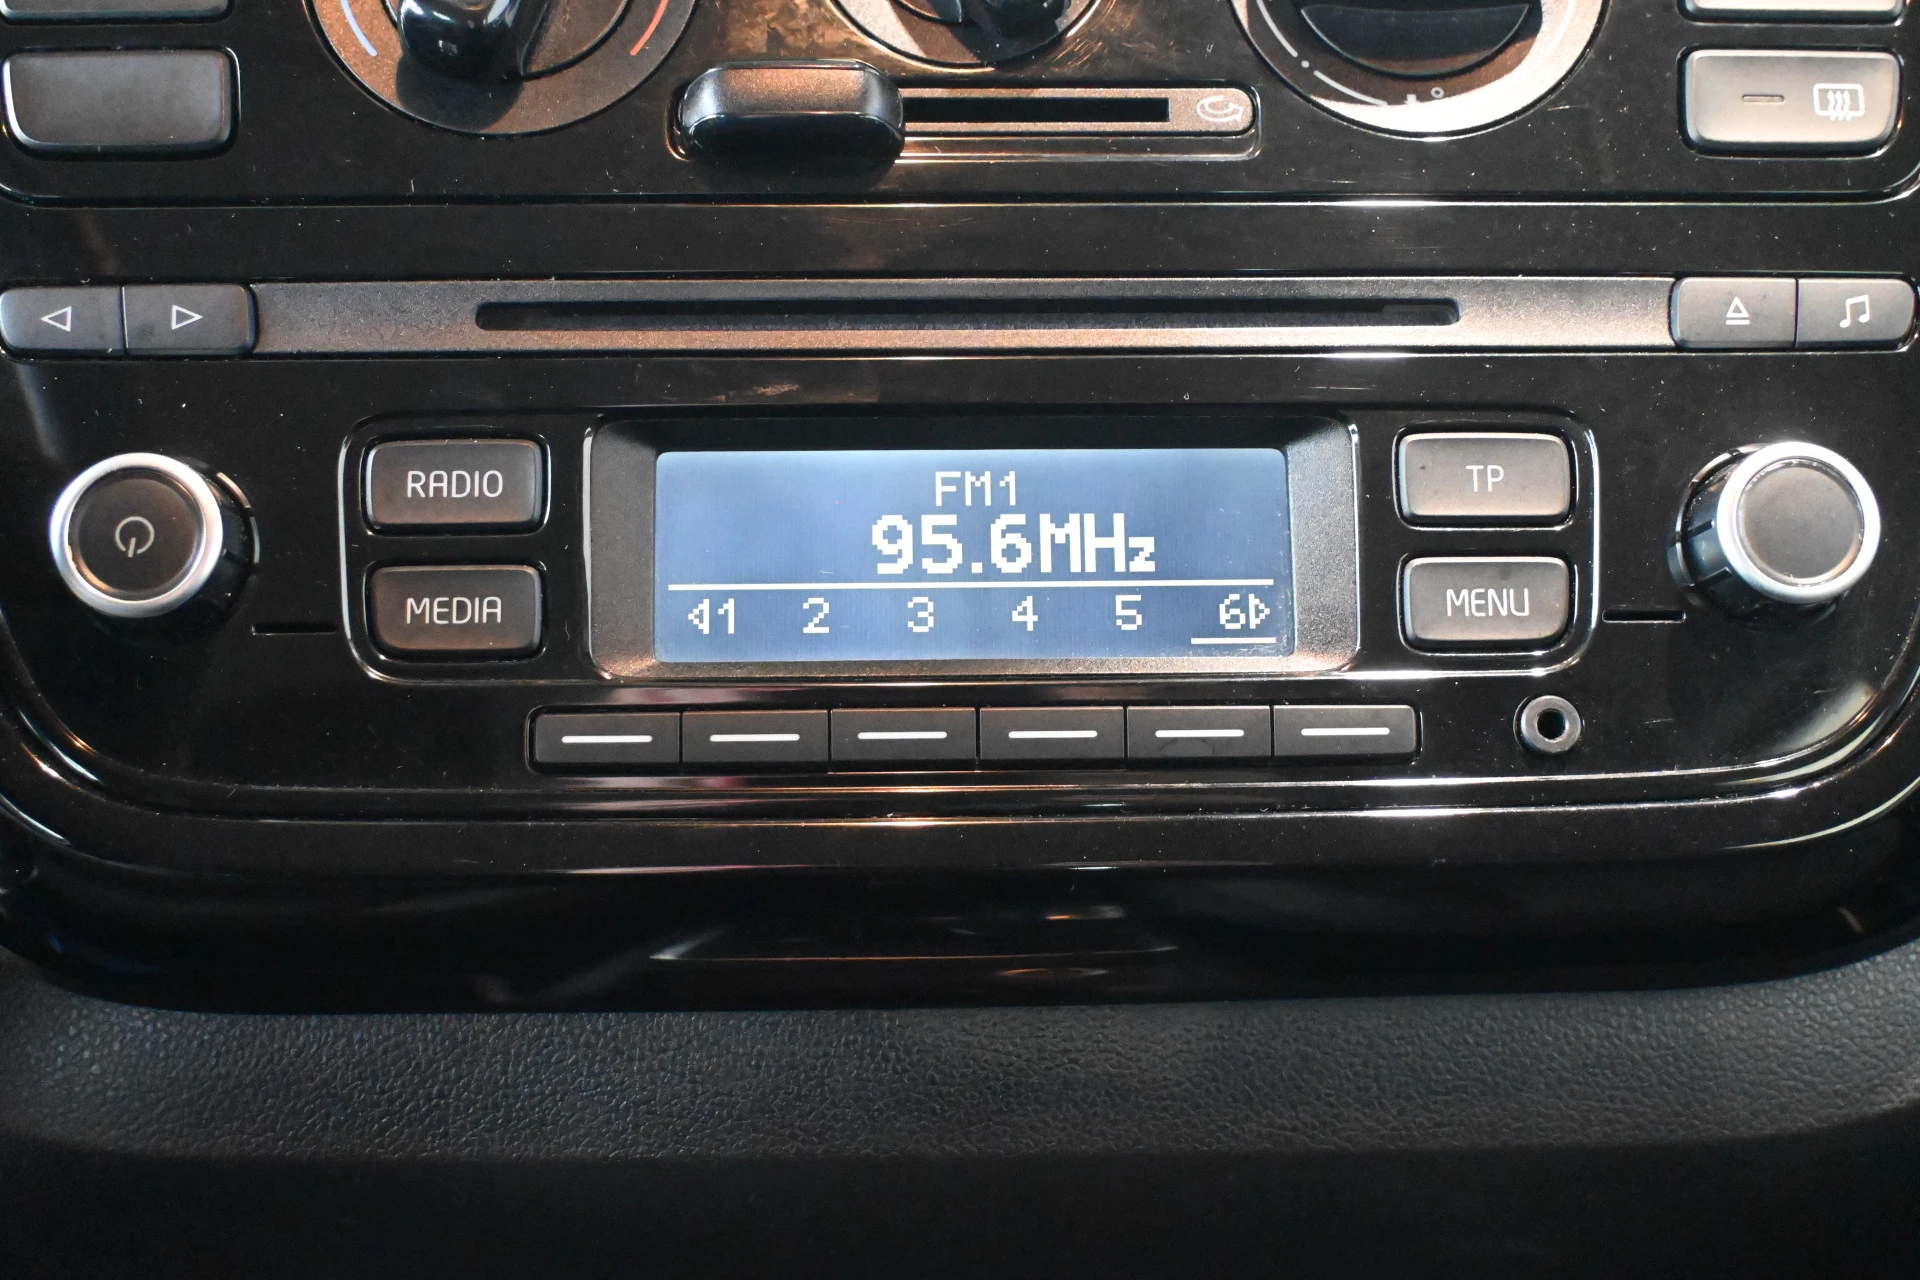 RADIO
MEDIA
FM1
95.6MHz
1 2 3 4 5 6
TP
MENU